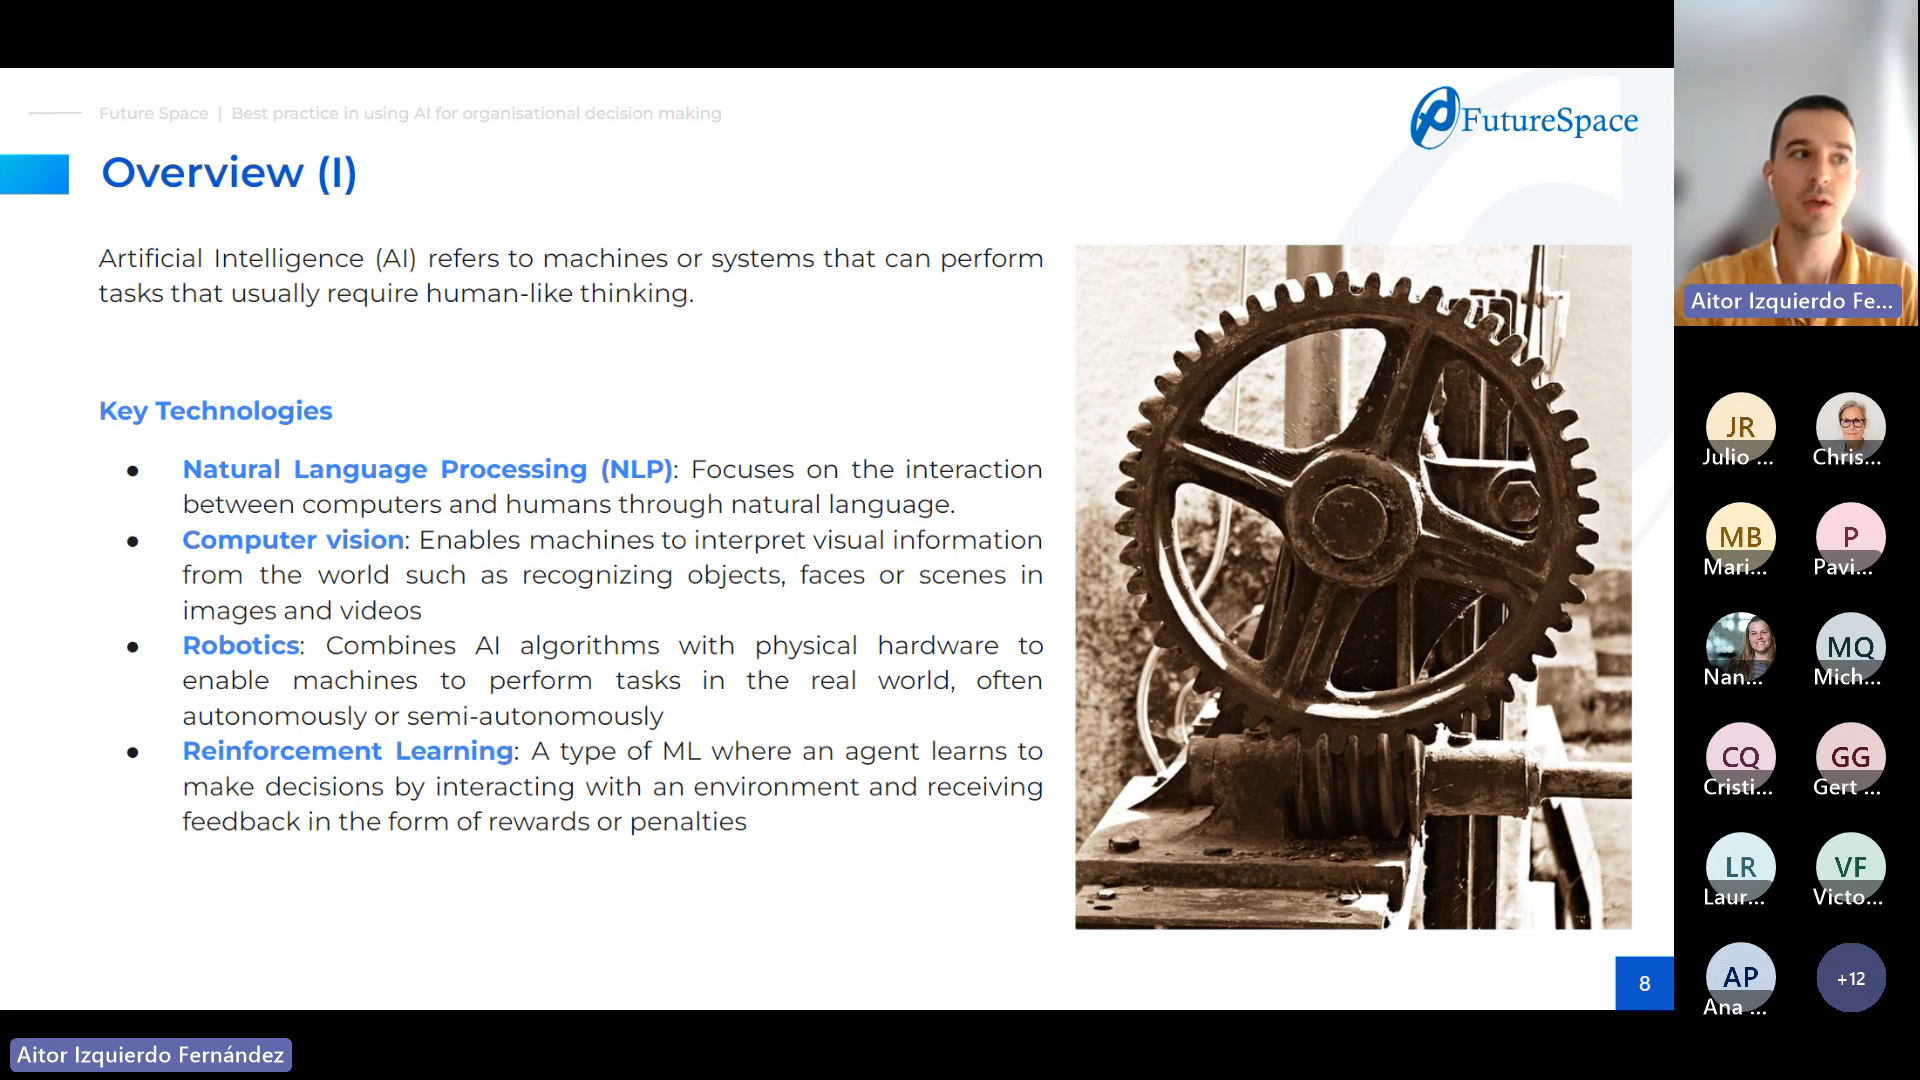 Future Space | Best practice in using AI for organisational decision making
FutureSpace
Overview (I)
Artificial Intelligence (AI) refers to machines or systems that can perform
tasks that usually require human-like thinking.
Key Technologies
● Natural Language Processing (NLP): Focuses on the interaction
between computers and humans through natural language.
● Computer vision: Enables machines to interpret visual information
from the world such as recognizing objects, faces or scenes in
images and videos
● Robotics: Combines AI algorithms with physical hardware to
enable machines to perform tasks in the real world, often
autonomously or semi-autonomously
● Reinforcement Learning: A type of ML where an agent learns to
make decisions by interacting with an environment and receiving
feedback in the form of rewards or penalties
8
Aitor Izquierdo Fernández
Aitor Izquierdo Fe...
JR
Julio ...
Chris...
MB
Mari...
P
Pavi...
Nan...
MQ
Mich...
CQ
Cristi...
GG
Gert ...
LR
Laur...
VF
Victo...
AP
Ana ...
+12